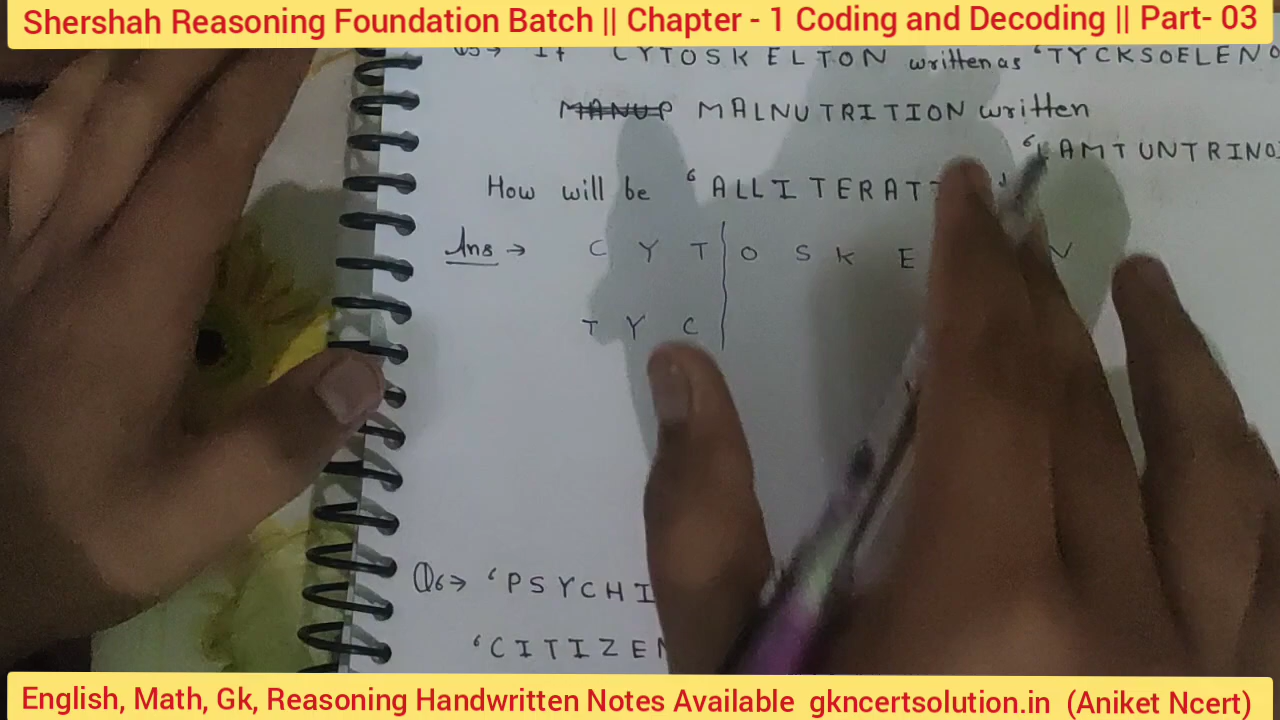 Shershah Reasoning Foundation Batch || Chapter - 1 Coding and Decoding || Part- 03
Q5→ If CYTOSKELTON written as 'TYCKSOELENO
MANUP MALNUTRITION written
'LAMTUNTRINO
How will be 'ALLITERAT
Ans → C Y T O S K E
T Y C
Q6→ 'PSYCHI
'CITIZEN
English, Math, Gk, Reasoning Handwritten Notes Available gkncertsolution.in (Aniket Ncert)